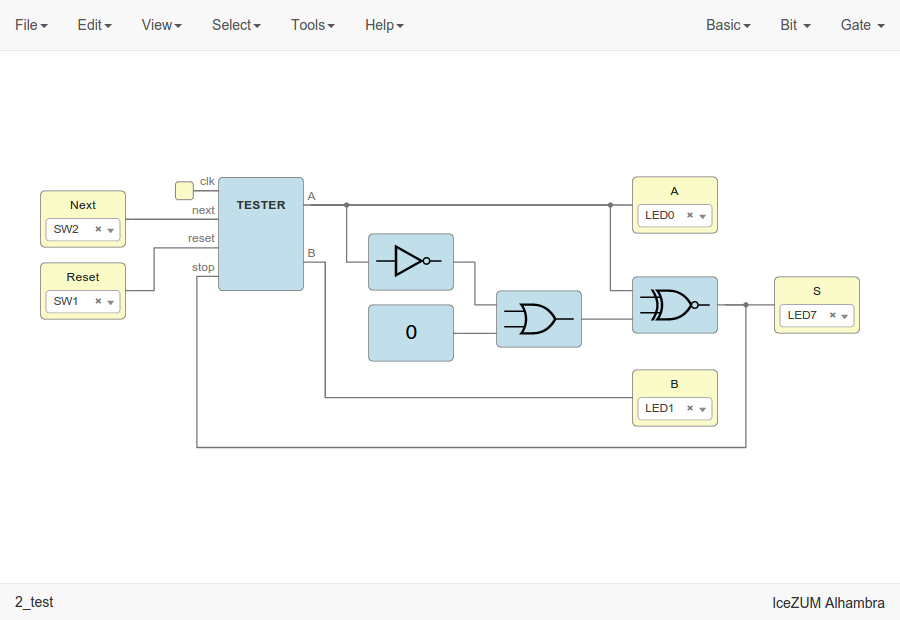 File Edit View Select Tools Help Basic Bit Gate
clk
Next
SW2 ×
next
TESTER
A
A
LED0 ×
reset
Reset
SW1 ×
stop
B
0
S
LED7 ×
B
LED1 ×
2_test
IceZUM Alhambra